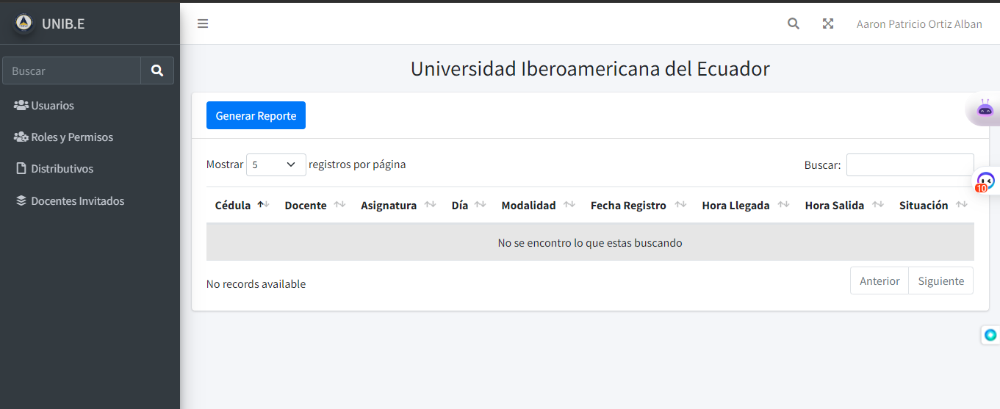 UNIB.E
Aaron Patricio Ortiz Alban
Buscar
Usuarios
Roles y Permisos
Distributivos
Docentes Invitados
Universidad Iberoamericana del Ecuador
Generar Reporte
Mostrar 5 registros por página
Buscar:
Cédula Docente Asignatura Día Modalidad Fecha Registro Hora Llegada Hora Salida Situación
No se encontro lo que estas buscando
No records available
Anterior Siguiente
10